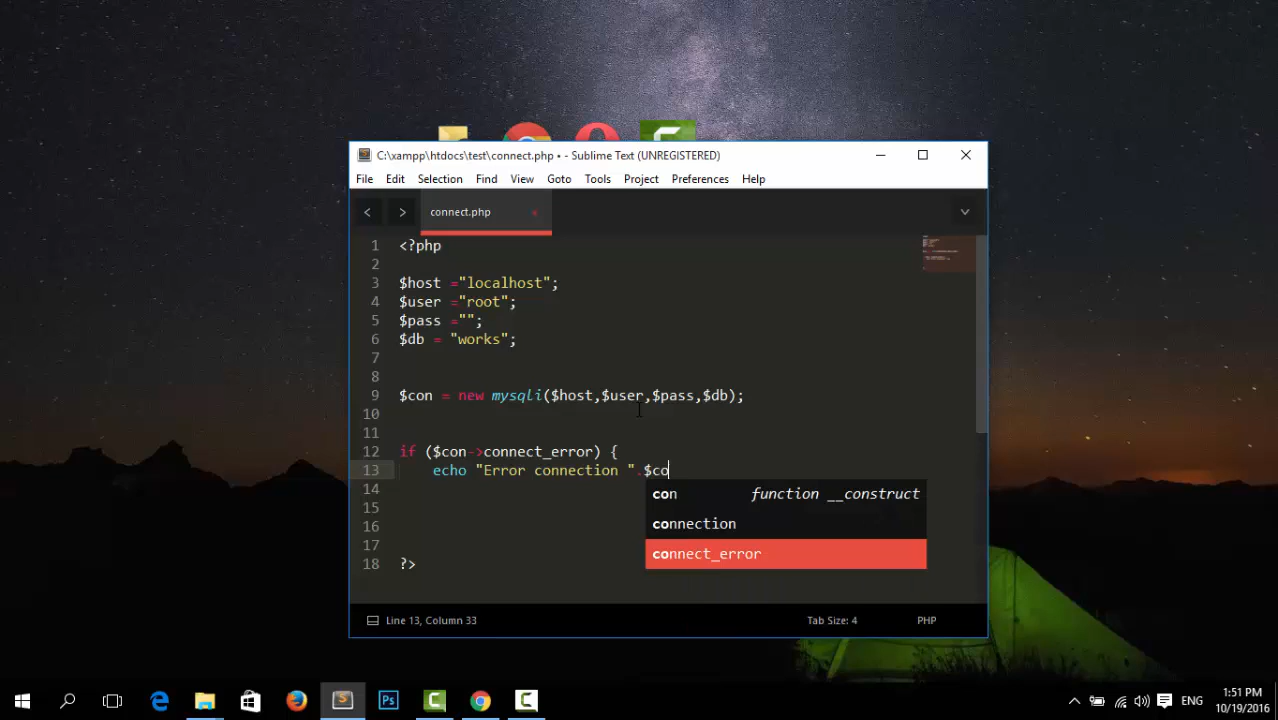 C:\xampp\htdocs\test\connect.php • - Sublime Text (UNREGISTERED)
File Edit Selection Find View Goto Tools Project Preferences Help
connect.php
1 <?php
2
3 $host ="localhost";
4 $user ="root";
5 $pass ="";
6 $db = "works";
7
8
9 $con = new mysqli($host,$user,$pass,$db);
10
11
12 if ($con->connect_error) {
13 echo "Error connection ".$co
14 con function __construct
15 connection
16
17 connect_error
18 ?>
Line 13, Column 33 Tab Size: 4 PHP
Ps
ENG
1:51 PM
10/19/2016